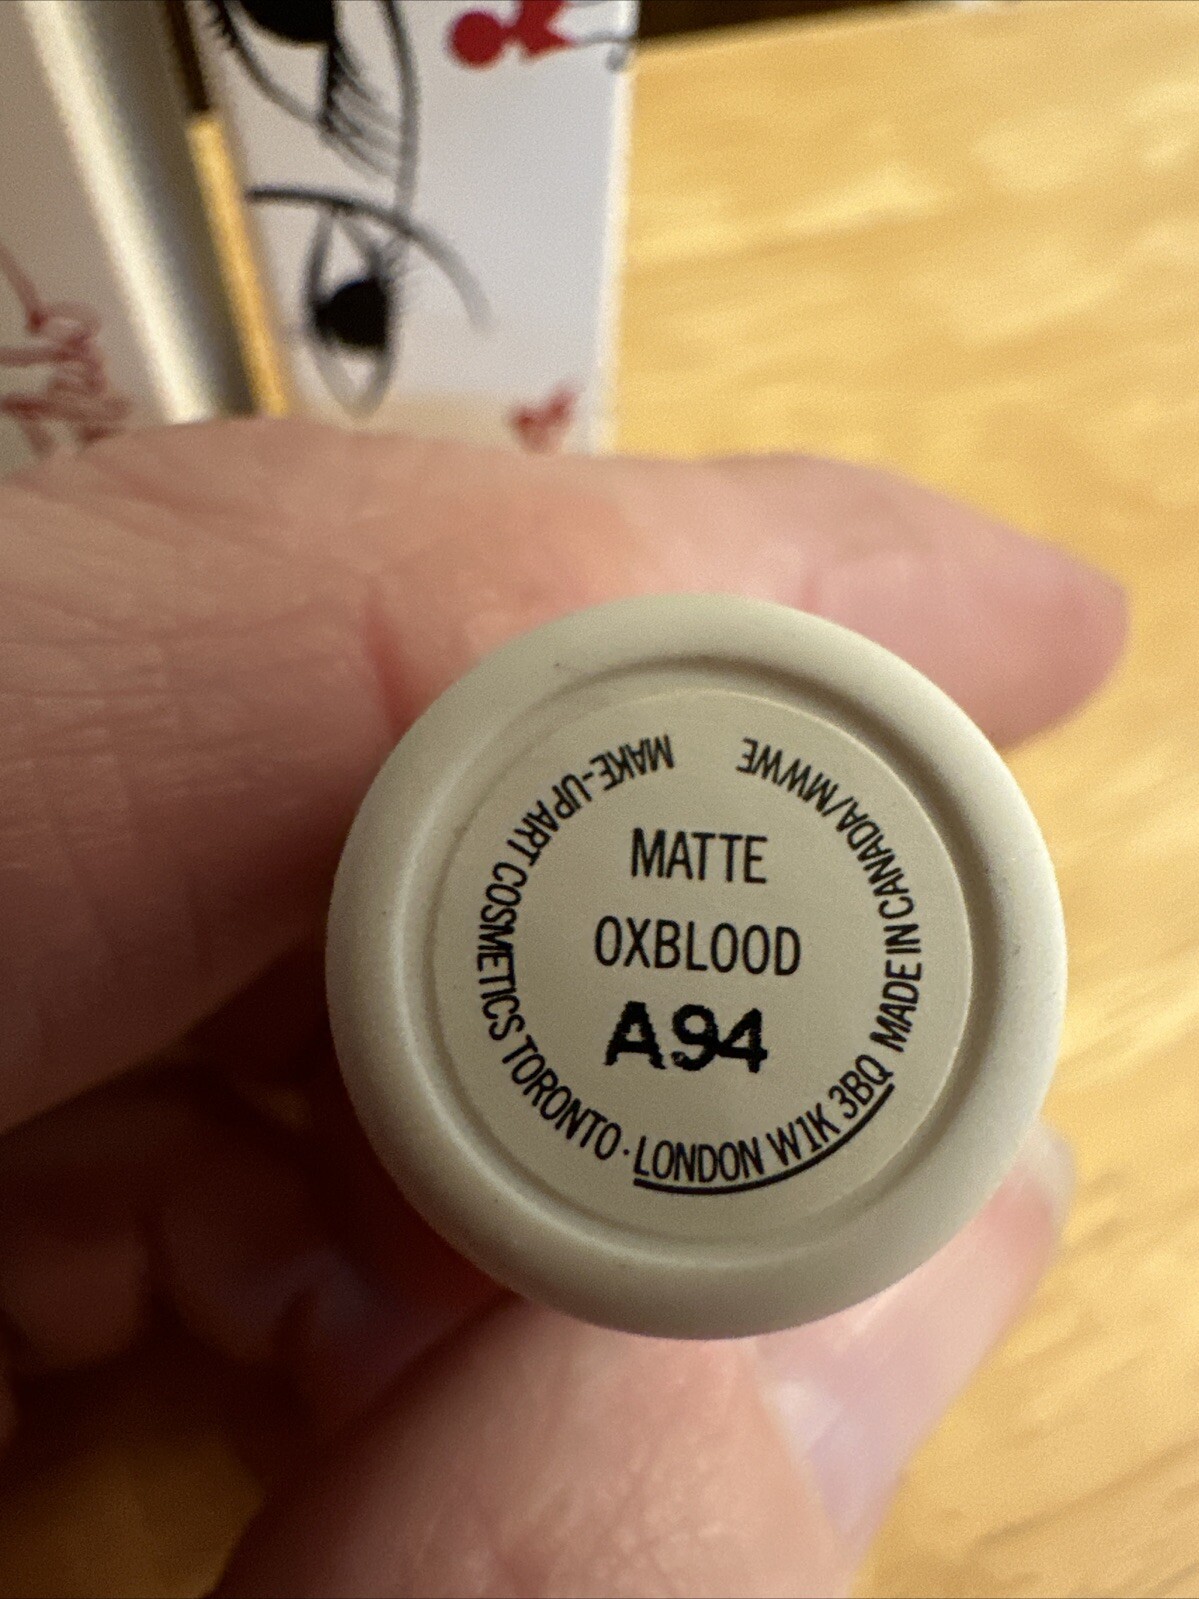 MATTE
OXBLOOD
A94
MAKE-UP ART COSMETICS TORONTO · LONDON W1K 3BQ MADE IN CANADA/MWWE